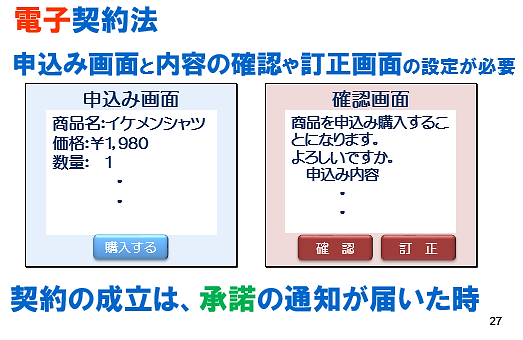 電子契約法
申込み画面と内容の確認や訂正画面の設定が必要
申込み画面
商品名:イケメンシャツ
価格:￥1,980
数量: 1
・
・
購入する
確認画面
商品を申込み購入するこ
とになります。
よろしいですか。
申込み内容
・
・
確 認
訂 正
契約の成立は、承諾の通知が届いた時
27